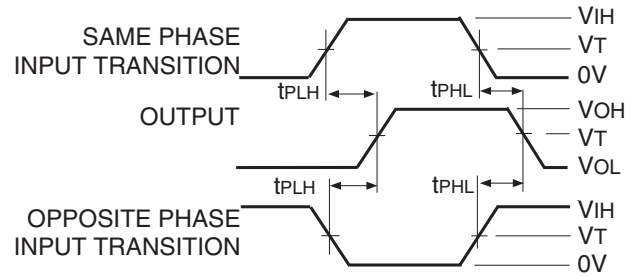 SAME PHASE
INPUT TRANSITION
VIH
VT
0V
tPLH
tPHL
OUTPUT
VOH
VT
VOL
tPLH
tPHL
OPPOSITE PHASE
INPUT TRANSITION
VIH
VT
0V